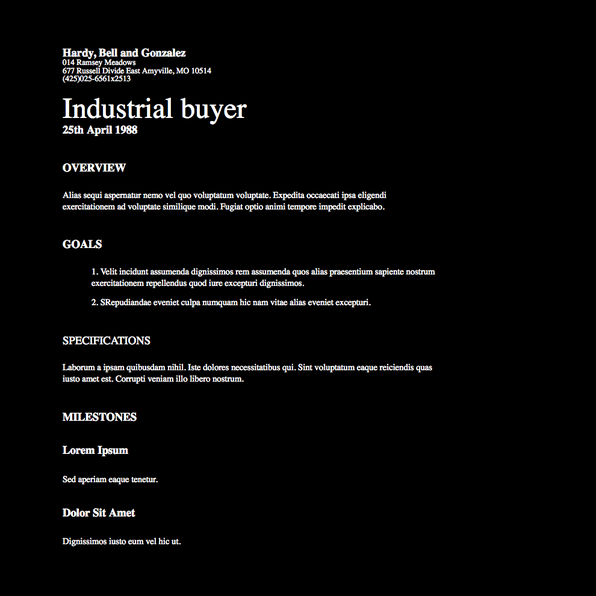 Hardy, Bell and Gonzalez
014 Ramsey Meadows
677 Russell Divide East Amyville, MO 10514
(425)025-6561x2513
Industrial buyer
25th April 1988
OVERVIEW
Alias sequi aspernatur nemo vel quo voluptatum voluptate. Expedita occaecati ipsa eligendi
exercitationem ad voluptate similique modi. Fugiat optio animi tempore impedit explicabo.
GOALS
1. Velit incidunt assumenda dignissimos rem assumenda quos alias praesentium sapiente nostrum
exercitationem repellendus quod iure excepturi dignissimos.
2. SRepudiandae eveniet culpa numquam hic nam vitae alias eveniet excepturi.
SPECIFICATIONS
Laborum a ipsam quibusdam nihil. Iste dolores necessitatibus qui. Sint voluptatum eaque reiciendis quas
iusto amet est. Corrupti veniam illo libero nostrum.
MILESTONES
Lorem Ipsum
Sed aperiam eaque tenetur.
Dolor Sit Amet
Dignissimos iusto eum vel hic ut.